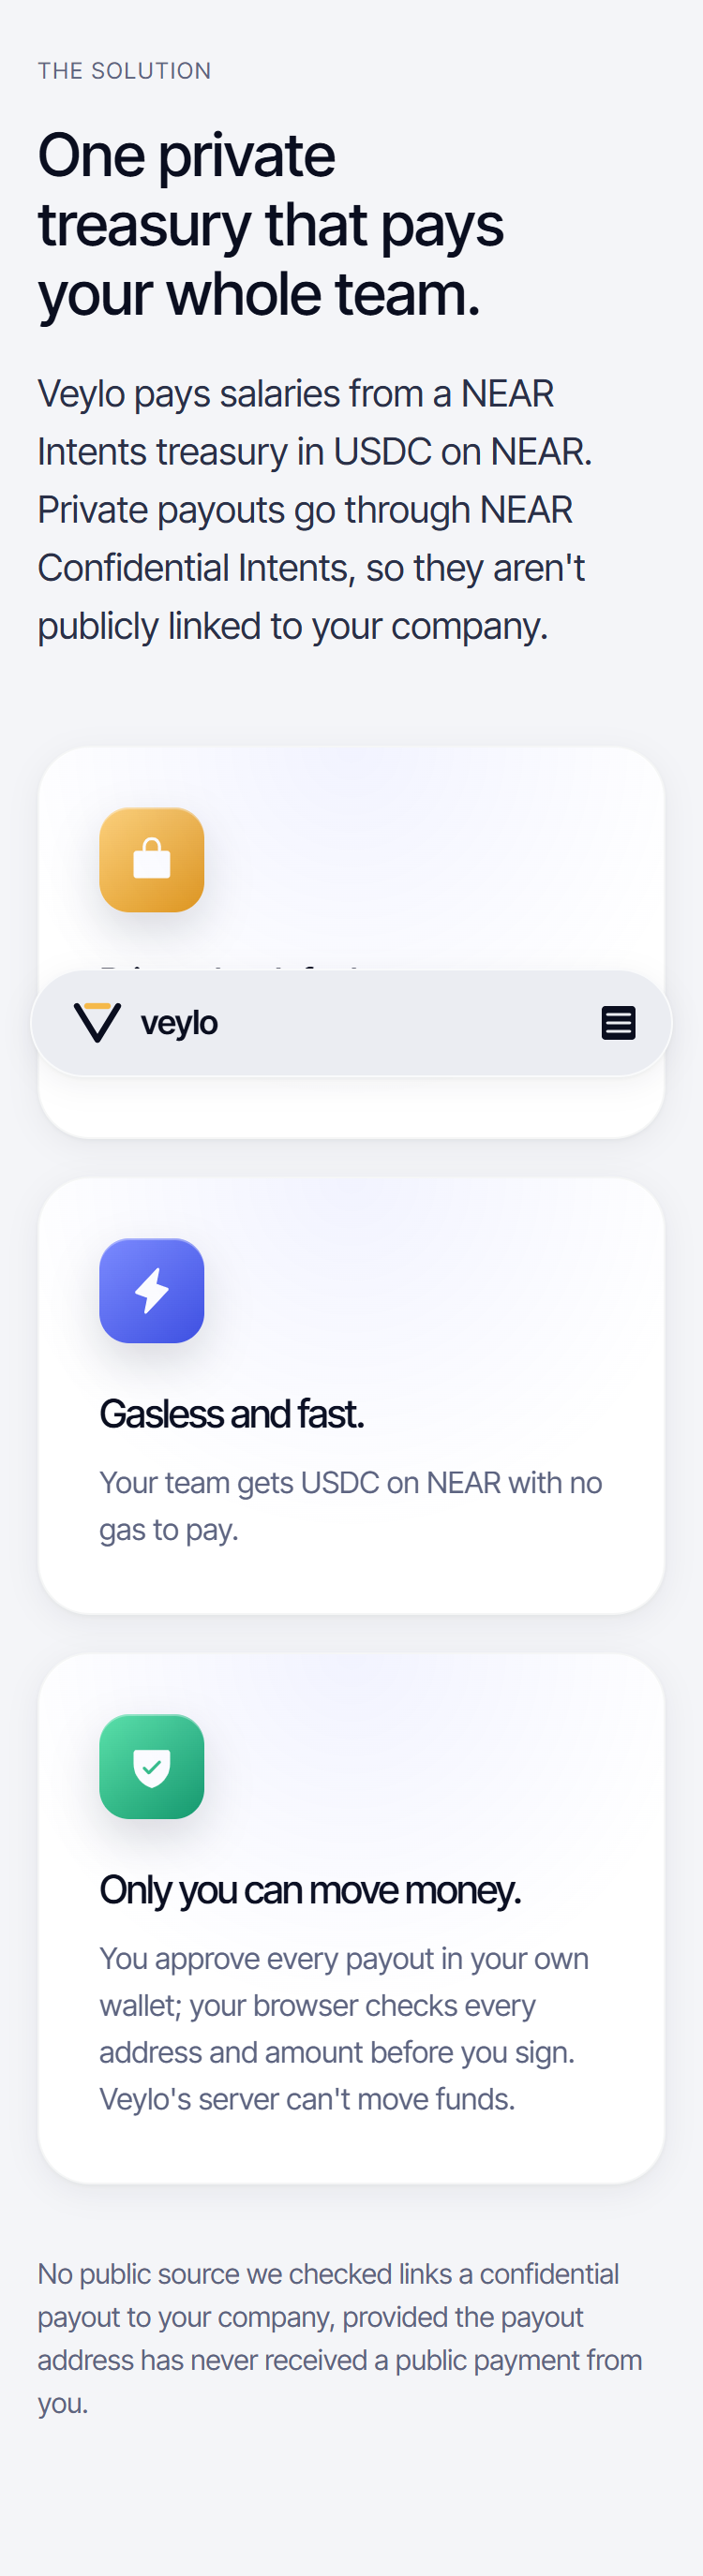 THE SOLUTION
One private
treasury that pays
your whole team.
Veylo pays salaries from a NEAR
Intents treasury in USDC on NEAR.
Private payouts go through NEAR
Confidential Intents, so they aren't
publicly linked to your company.
veylo
Gasless and fast.
Your team gets USDC on NEAR with no
gas to pay.
Only you can move money.
You approve every payout in your own
wallet; your browser checks every
address and amount before you sign.
Veylo's server can't move funds.
No public source we checked links a confidential
payout to your company, provided the payout
address has never received a public payment from
you.